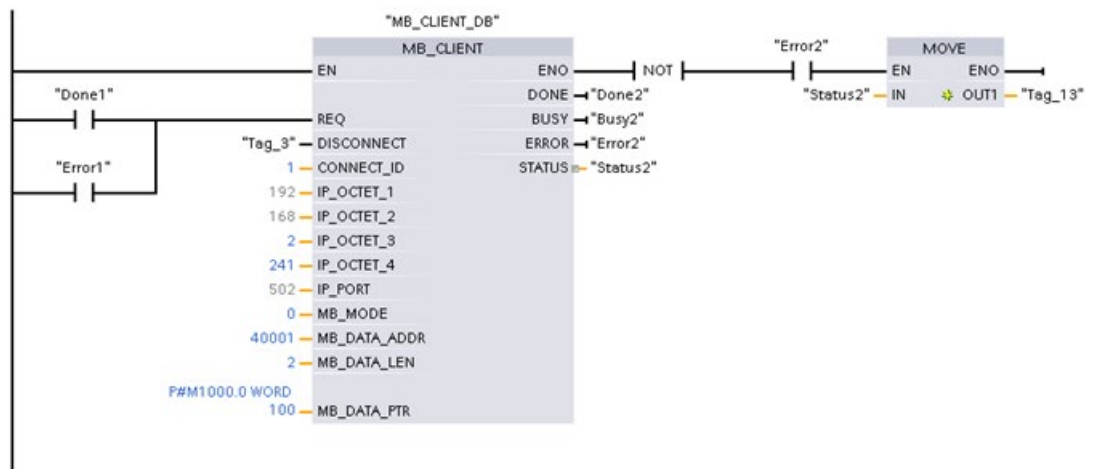 "MB_CLIENT_DB"
MB_CLIENT
"Error2"
MOVE
EN
ENO
NOT
EN
ENO
"Done1"
DONE
"Done2"
"Status2"
IN
OUT1
"Tag_13"
REQ
BUSY
"Busy2"
"Tag_3"
DISCONNECT
ERROR
"Error2"
"Error1"
1
CONNECT_ID
STATUS
"Status2"
192
IP_OCTET_1
168
IP_OCTET_2
2
IP_OCTET_3
241
IP_OCTET_4
502
IP_PORT
0
MB_MODE
40001
MB_DATA_ADDR
2
MB_DATA_LEN
P#M1000.0 WORD
100
MB_DATA_PTR